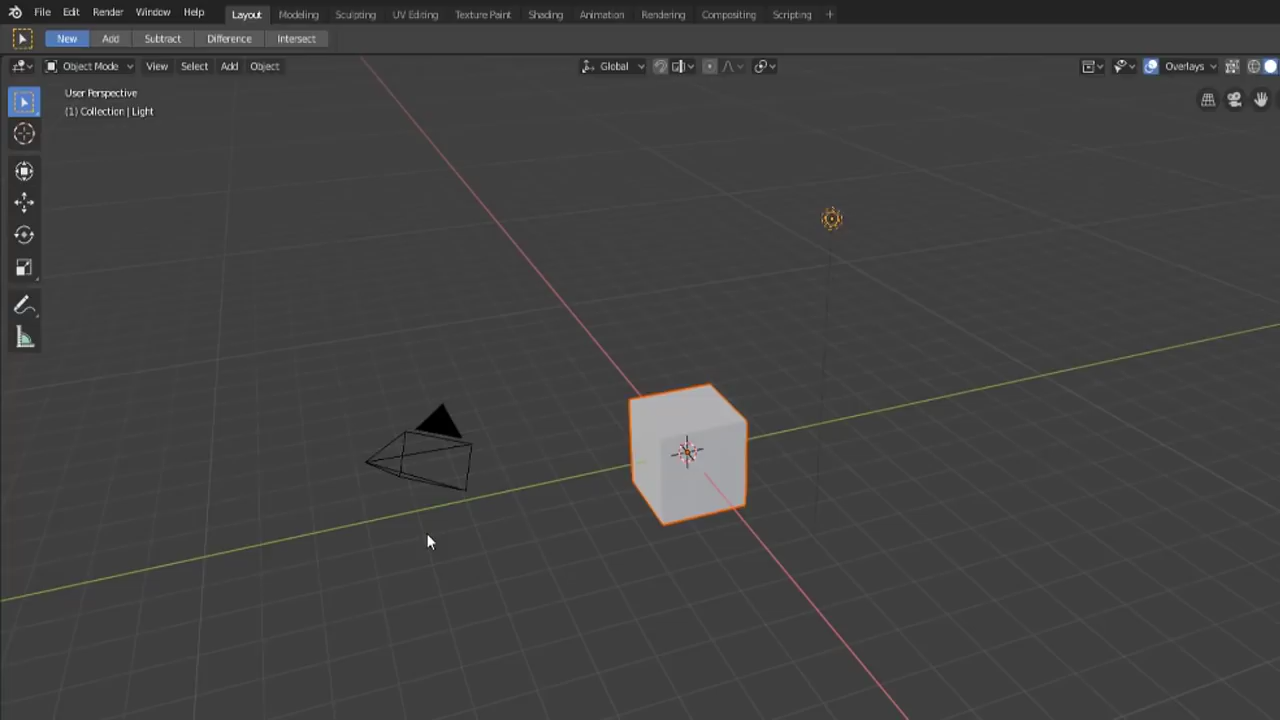 File Edit Render Window Help Layout Modeling Sculpting UV Editing Texture Paint Shading Animation Rendering Compositing Scripting +
New Add Subtract Difference Intersect
Object Mode View Select Add Object Global Overlays
User Perspective
(1) Collection | Light